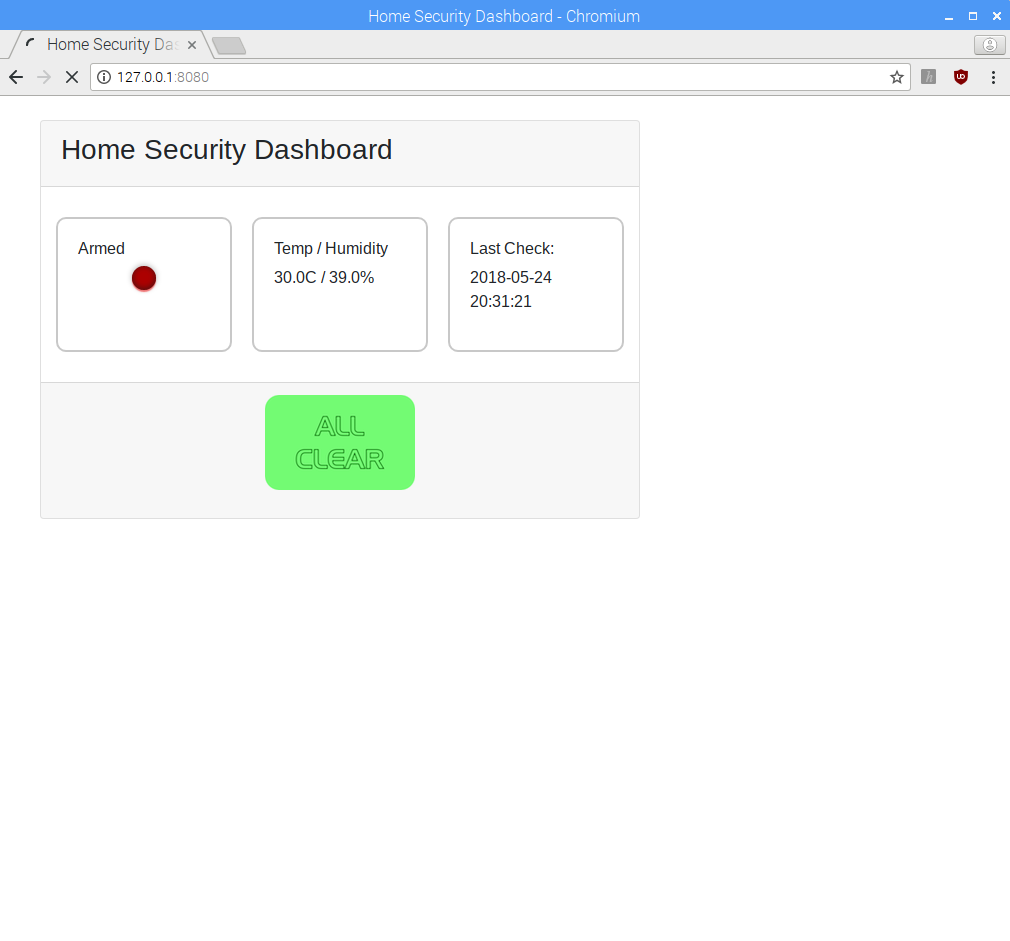 Home Security Dashboard - Chromium
Home Security Das
127.0.0.1:8080
h
UD
Home Security Dashboard
Armed
Temp / Humidity
30.0C / 39.0%
Last Check:
2018-05-24
20:31:21
ALL
CLEAR